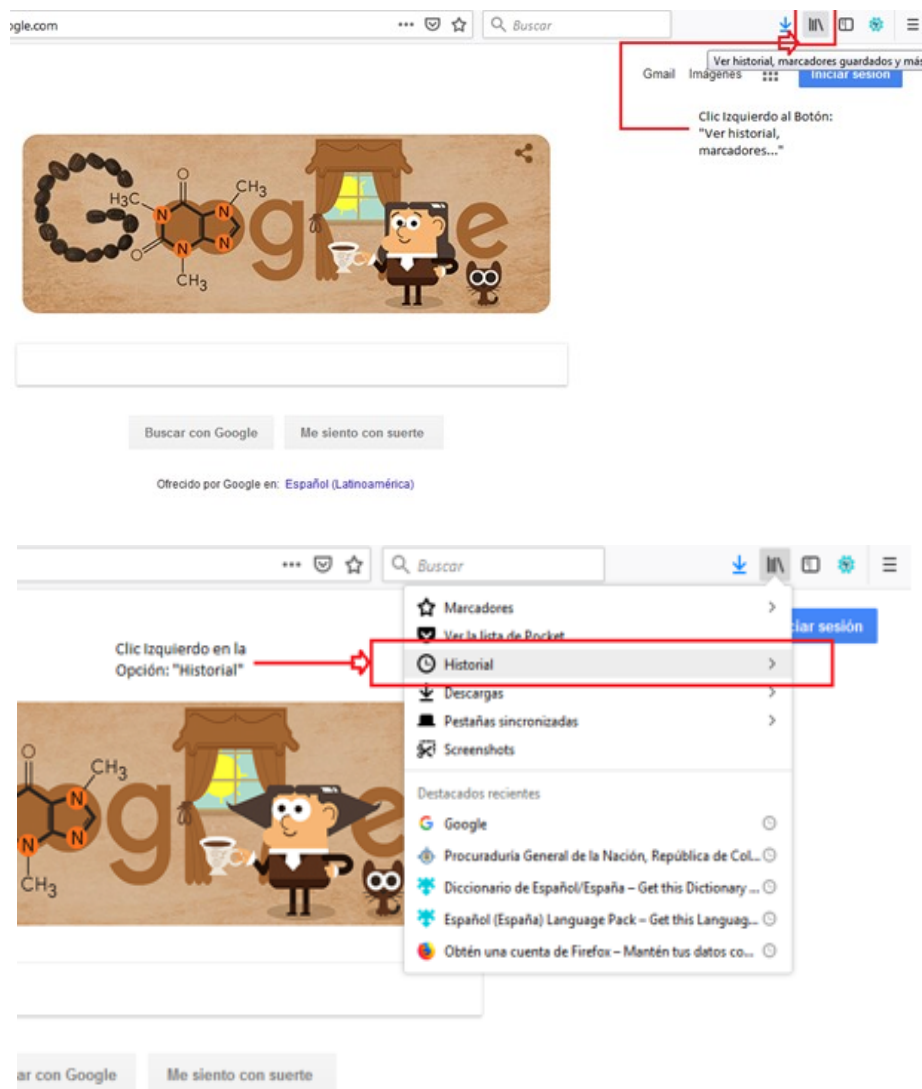 ogle.com
Buscar
Ver historial, marcadores guardados y más
Gmail Imágenes Iniciar sesión
Clic Izquierdo al Botón:
"Ver historial,
marcadores..."
H3C CH3
N N
N N
CH3
Google
Buscar con Google Me siento con suerte
Ofrecido por Google en: Español (Latinoamérica)
Buscar
Marcadores
ciar sesión
Ver la lista de Pocket
Clic Izquierdo en la
Opción: "Historial"
Historial
Descargas
Pestañas sincronizadas
Screenshots
CH3
N
N N
CH3
oogle
Destacados recientes
Google
Procuraduría General de la Nación, República de Col...
Diccionario de Español/España – Get this Dictionary ...
Español (España) Language Pack – Get this Languag...
Obtén una cuenta de Firefox – Mantén tus datos co...
ar con Google Me siento con suerte